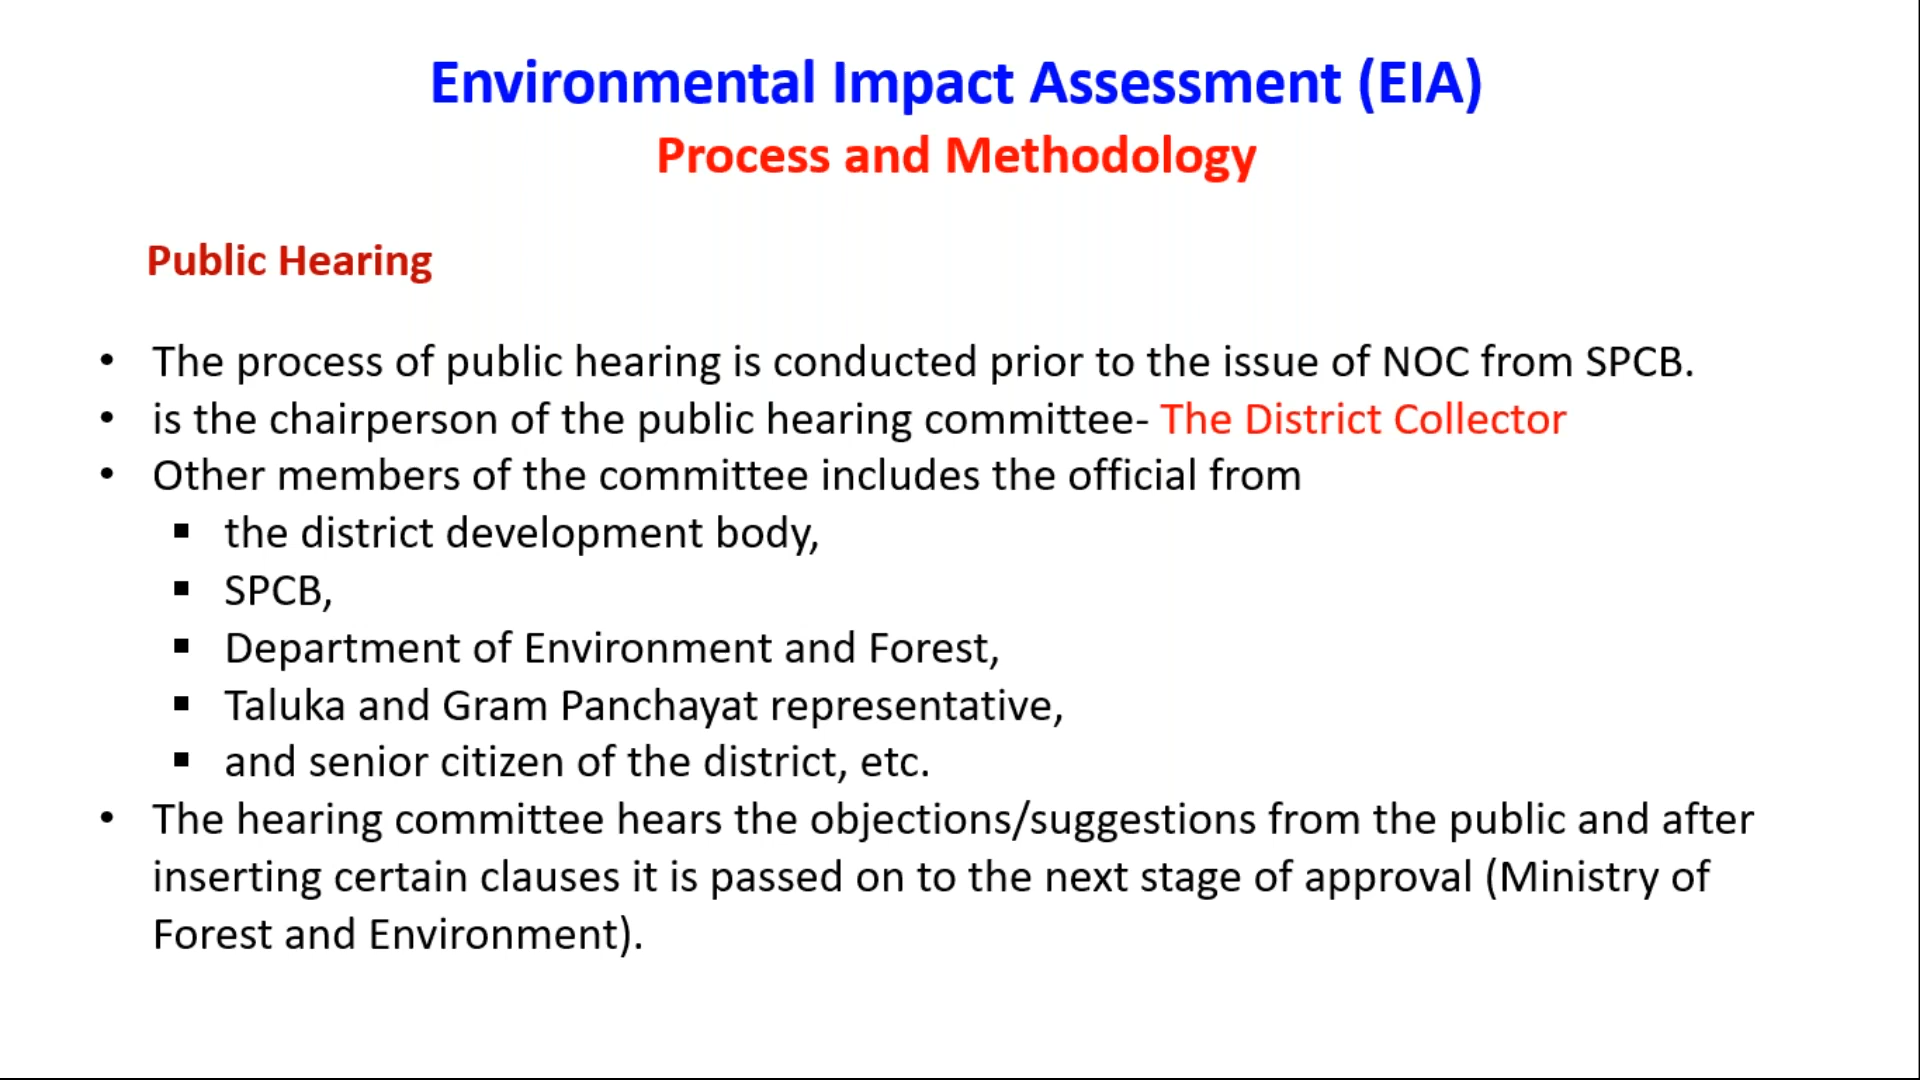 Environmental Impact Assessment (EIA)
Process and Methodology
Public Hearing
• The process of public hearing is conducted prior to the issue of NOC from SPCB.
• is the chairperson of the public hearing committee- The District Collector
• Other members of the committee includes the official from
▪ the district development body,
▪ SPCB,
▪ Department of Environment and Forest,
▪ Taluka and Gram Panchayat representative,
▪ and senior citizen of the district, etc.
• The hearing committee hears the objections/suggestions from the public and after
inserting certain clauses it is passed on to the next stage of approval (Ministry of
Forest and Environment).